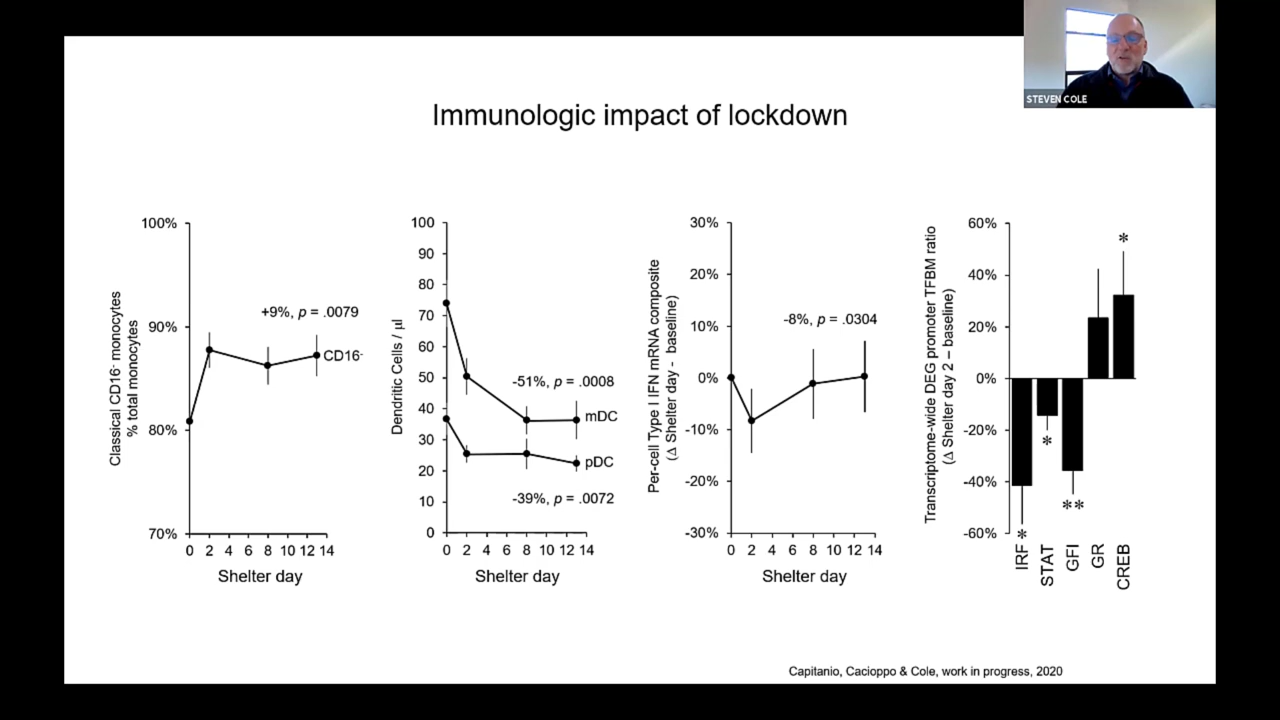 STEVEN COLE
Immunologic impact of lockdown
Classical CD16- monocytes
% total monocytes
100%
90%
80%
70%
+9%, p = .0079
CD16-
0 2 4 6 8 10 12 14
Shelter day
Dendritic Cells / µl
100
90
80
70
60
50
40
30
20
10
0
-51%, p = .0008
mDC
pDC
-39%, p = .0072
0 2 4 6 8 10 12 14
Shelter day
Per-cell Type I IFN mRNA composite
(Δ Shelter day - baseline)
30%
20%
10%
0%
-10%
-20%
-30%
-8%, p = .0304
0 2 4 6 8 10 12 14
Shelter day
Transcriptome-wide DEG promoter TFBM ratio
(Δ Shelter day 2 – baseline)
60%
40%
20%
0%
-20%
-40%
-60%
*
*
**
*
IRF
STAT
GFI
GR
CREB
Capitanio, Cacioppo & Cole, work in progress, 2020